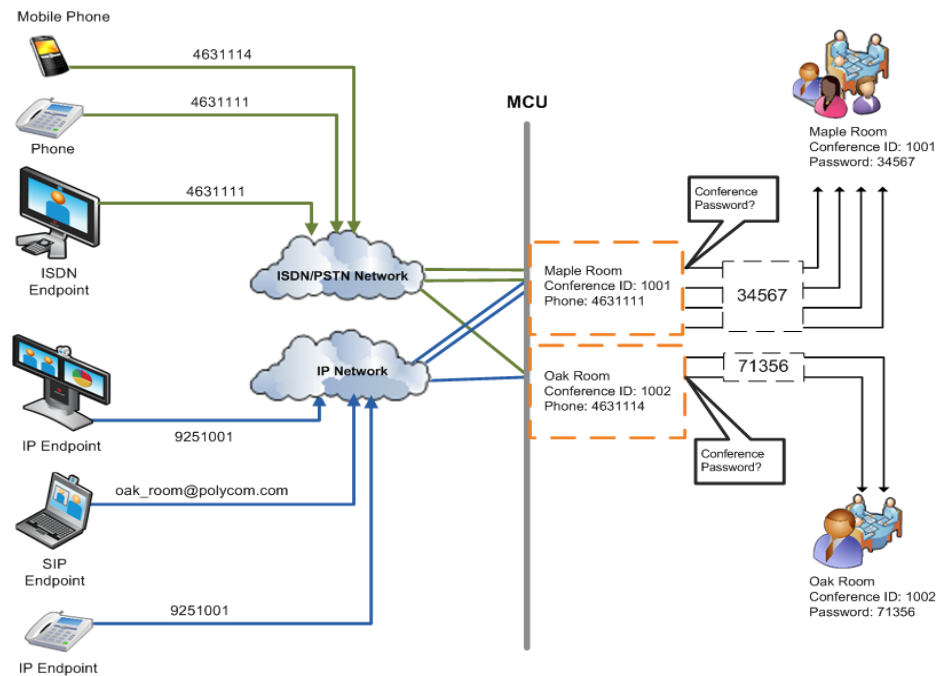 Mobile Phone
4631114
4631111
Phone
4631111
ISDN
Endpoint
ISDN/PSTN Network
IP Network
IP Endpoint
9251001
oak_room@polycom.com
SIP
Endpoint
9251001
IP Endpoint
MCU
Maple Room
Conference ID: 1001
Phone: 4631111
Oak Room
Conference ID: 1002
Phone: 4631114
Conference
Password?
34567
71356
Conference
Password?
Maple Room
Conference ID: 1001
Password: 34567
Oak Room
Conference ID: 1002
Password: 71356